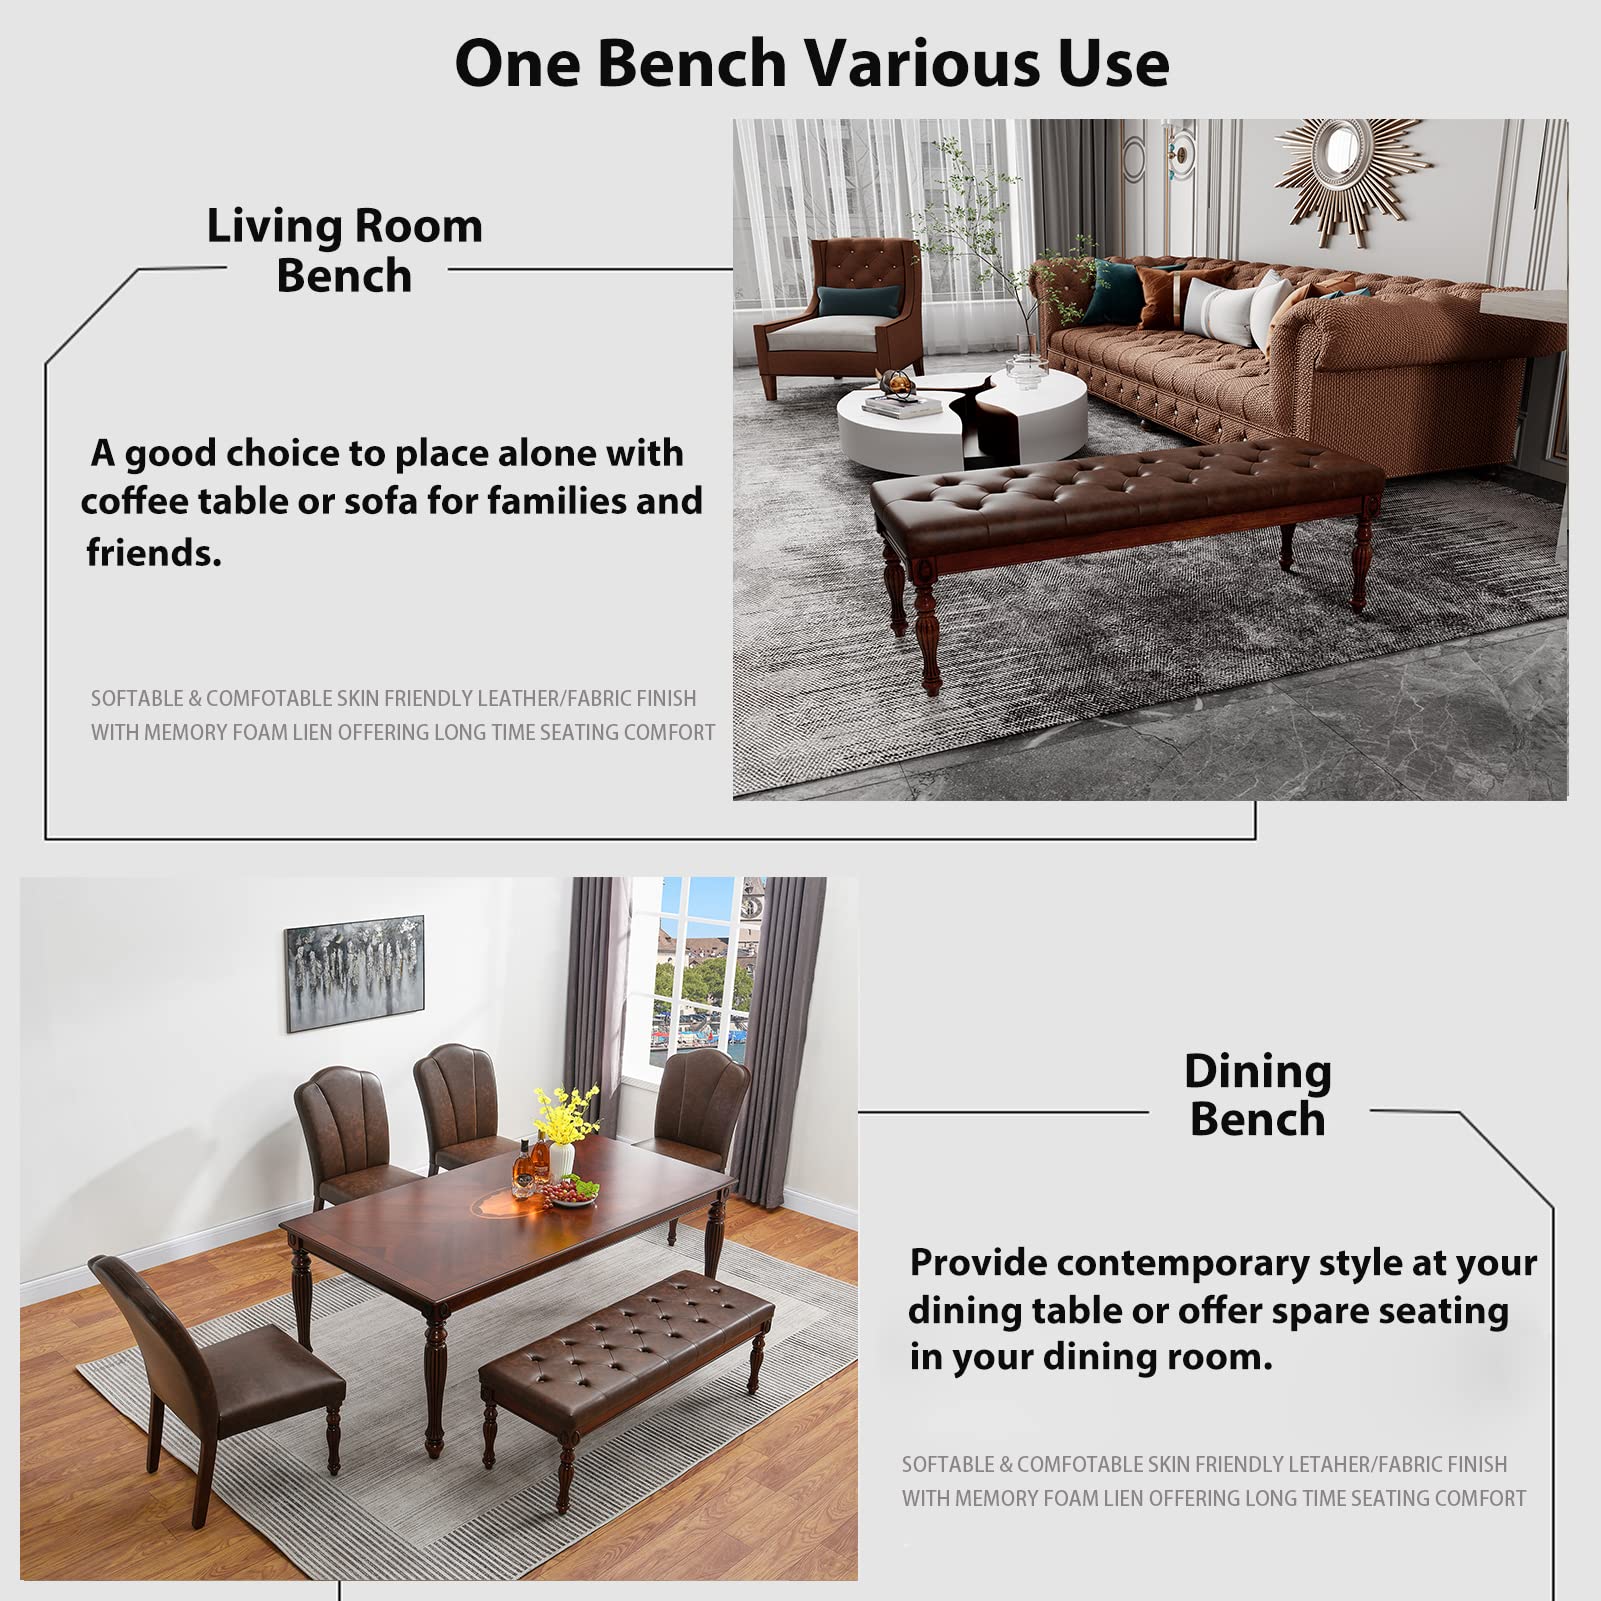 One Bench Various Use
Living Room
Bench
A good choice to place alone with
coffee table or sofa for families and
friends.
SOFTABLE & COMFOTABLE SKIN FRIENDLY LEATHER/FABRIC FINISH
WITH MEMORY FOAM LIEN OFFERING LONG TIME SEATING COMFORT
Dining
Bench
Provide contemporary style at your
dining table or offer spare seating
in your dining room.
SOFTABLE & COMFOTABLE SKIN FRIENDLY LETAHER/FABRIC FINISH
WITH MEMORY FOAM LIEN OFFERING LONG TIME SEATING COMFORT